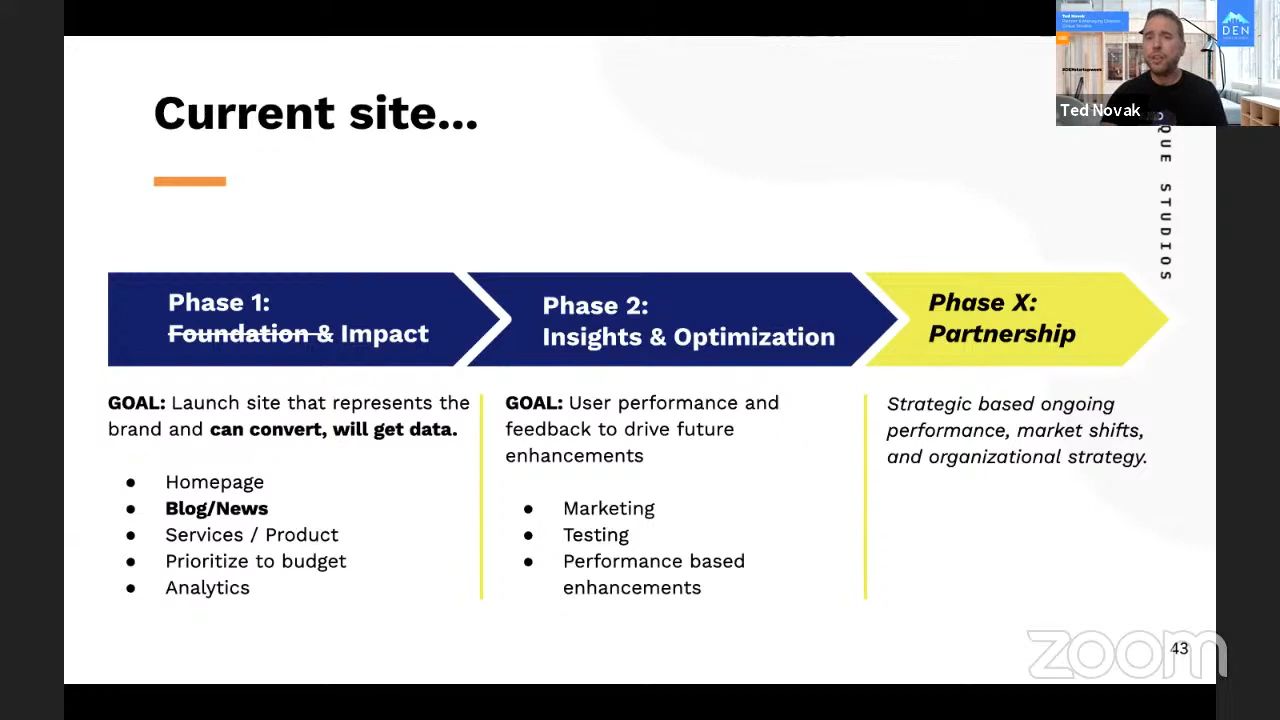 Current site...
Ted Novak
DEN
Ted Novak
QUE STUDIOS
Phase 1:
Foundation & Impact
Phase 2:
Insights & Optimization
Phase X:
Partnership
GOAL: Launch site that represents the
brand and can convert, will get data.
● Homepage
● Blog/News
● Services / Product
● Prioritize to budget
● Analytics
GOAL: User performance and
feedback to drive future
enhancements
● Marketing
● Testing
● Performance based
enhancements
Strategic based ongoing
performance, market shifts,
and organizational strategy.
zoom
43